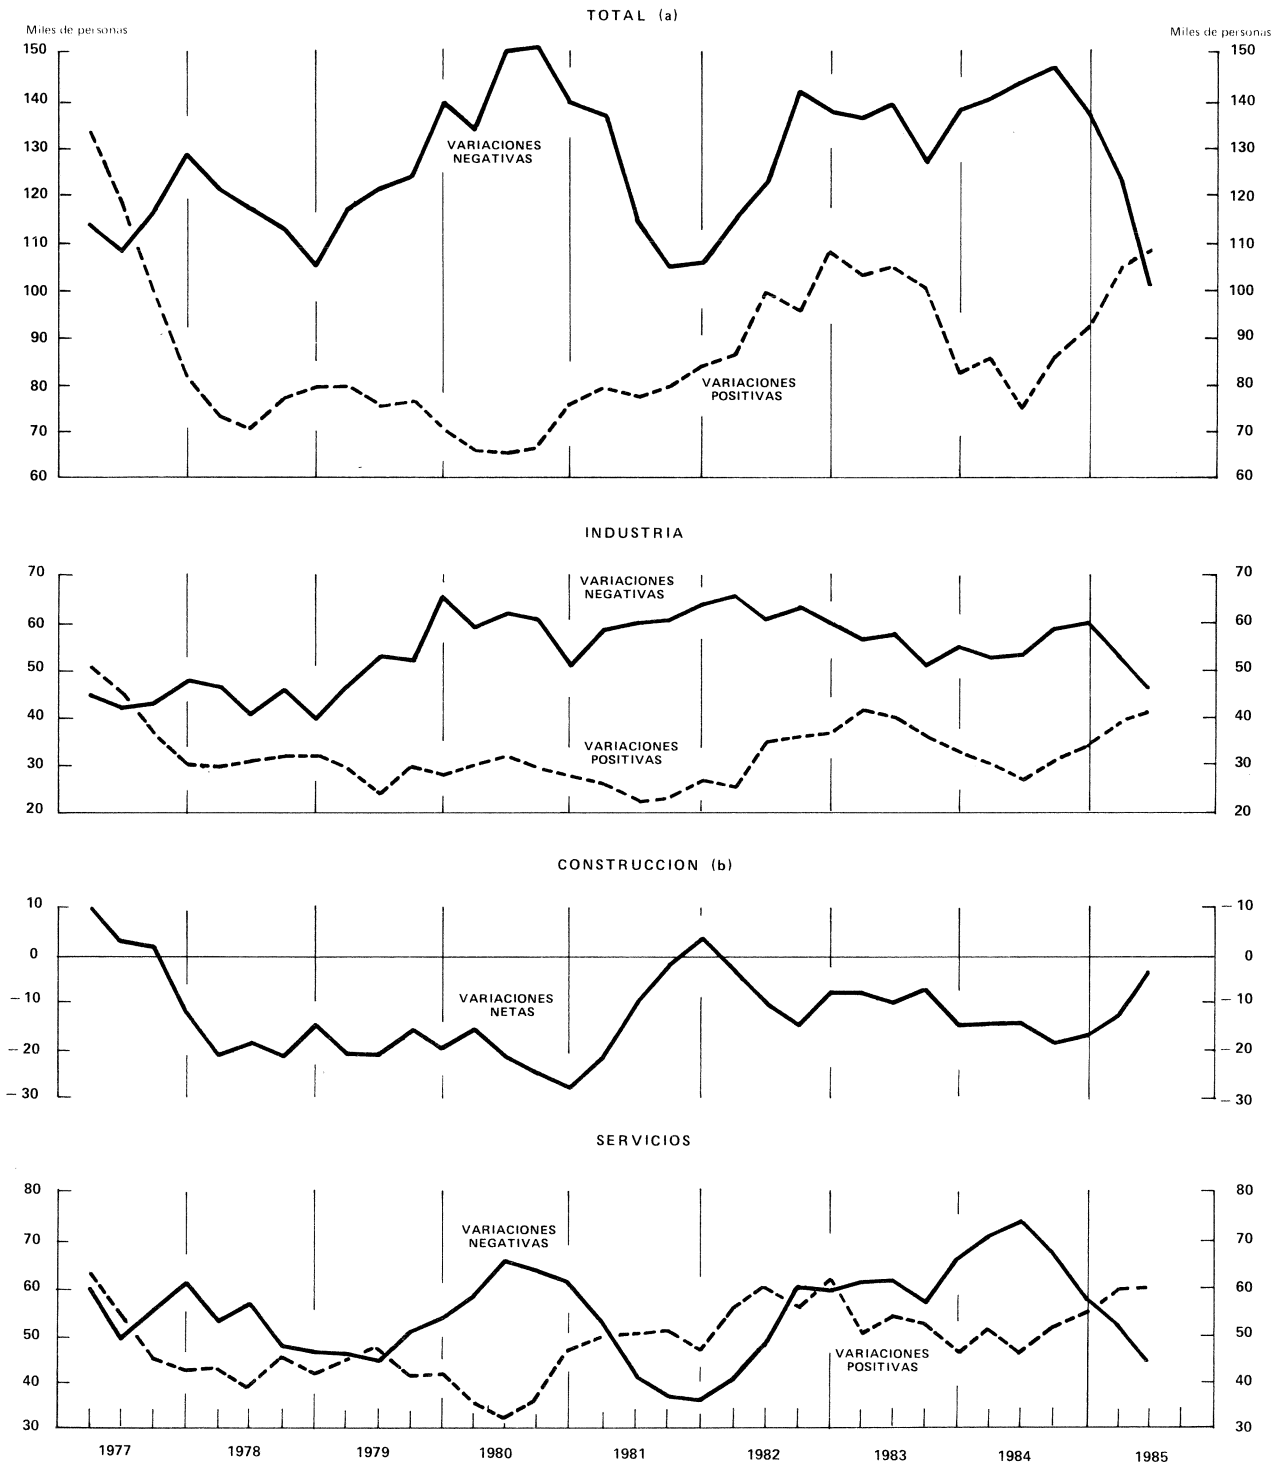 TOTAL (a)
Miles de personas Miles de personas
150 150
140 140
130 130
VARIACIONES
NEGATIVAS
120 120
110 110
100 100
90 90
80 80
VARIACIONES
POSITIVAS
70 70
60 60
INDUSTRIA
70 70
VARIACIONES
NEGATIVAS
60 60
50 50
40 40
VARIACIONES
POSITIVAS
30 30
20 20
CONSTRUCCION (b)
10 – 10
0 0
– 10 – 10
VARIACIONES
NETAS
– 20 – 20
– 30 – 30
SERVICIOS
80 80
70 70
VARIACIONES
NEGATIVAS
60 60
50 50
VARIACIONES
POSITIVAS
40 40
30 30
1977 1978 1979 1980 1981 1982 1983 1984 1985